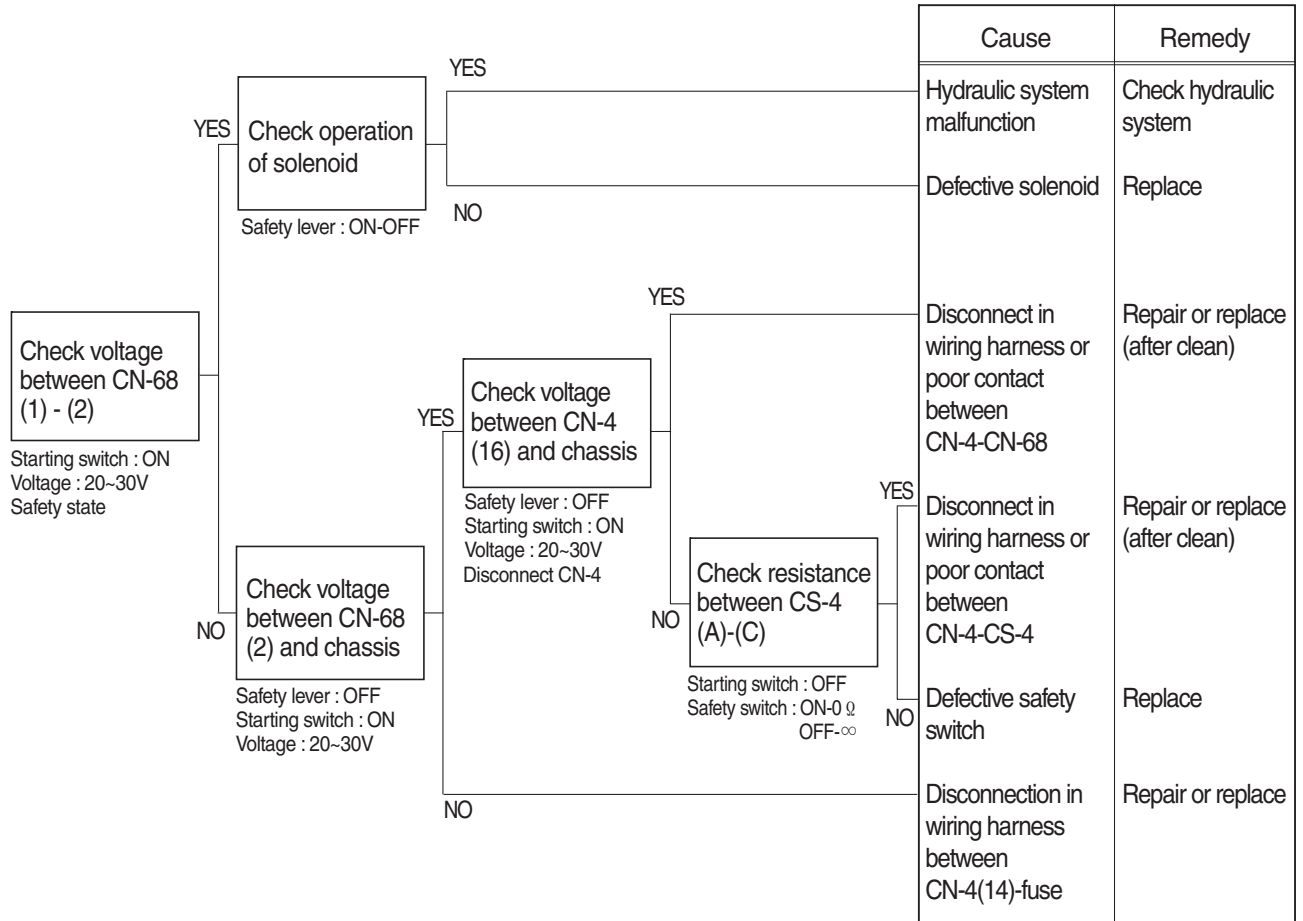 Cause
Remedy
YES
Hydraulic system
malfunction
Check hydraulic
system
YES
Check operation
of solenoid
NO
Defective solenoid
Replace
Safety lever : ON-OFF
Check voltage
between CN-68
(1) - (2)
Starting switch : ON
Voltage : 20~30V
Safety state
YES
Check voltage
between CN-4
(16) and chassis
Safety lever : OFF
Starting switch : ON
Voltage : 20~30V
Disconnect CN-4
YES
Disconnect in
wiring harness or
poor contact
between
CN-4-CN-68
Repair or replace
(after clean)
NO
Check resistance
between CS-4
(A)-(C)
Starting switch : OFF
Safety switch : ON-0 Ω
OFF-∞
YES
Disconnect in
wiring harness or
poor contact
between
CN-4-CS-4
Repair or replace
(after clean)
NO
Defective safety
switch
Replace
NO
Check voltage
between CN-68
(2) and chassis
Safety lever : OFF
Starting switch : ON
Voltage : 20~30V
NO
Disconnection in
wiring harness
between
CN-4(14)-fuse
Repair or replace